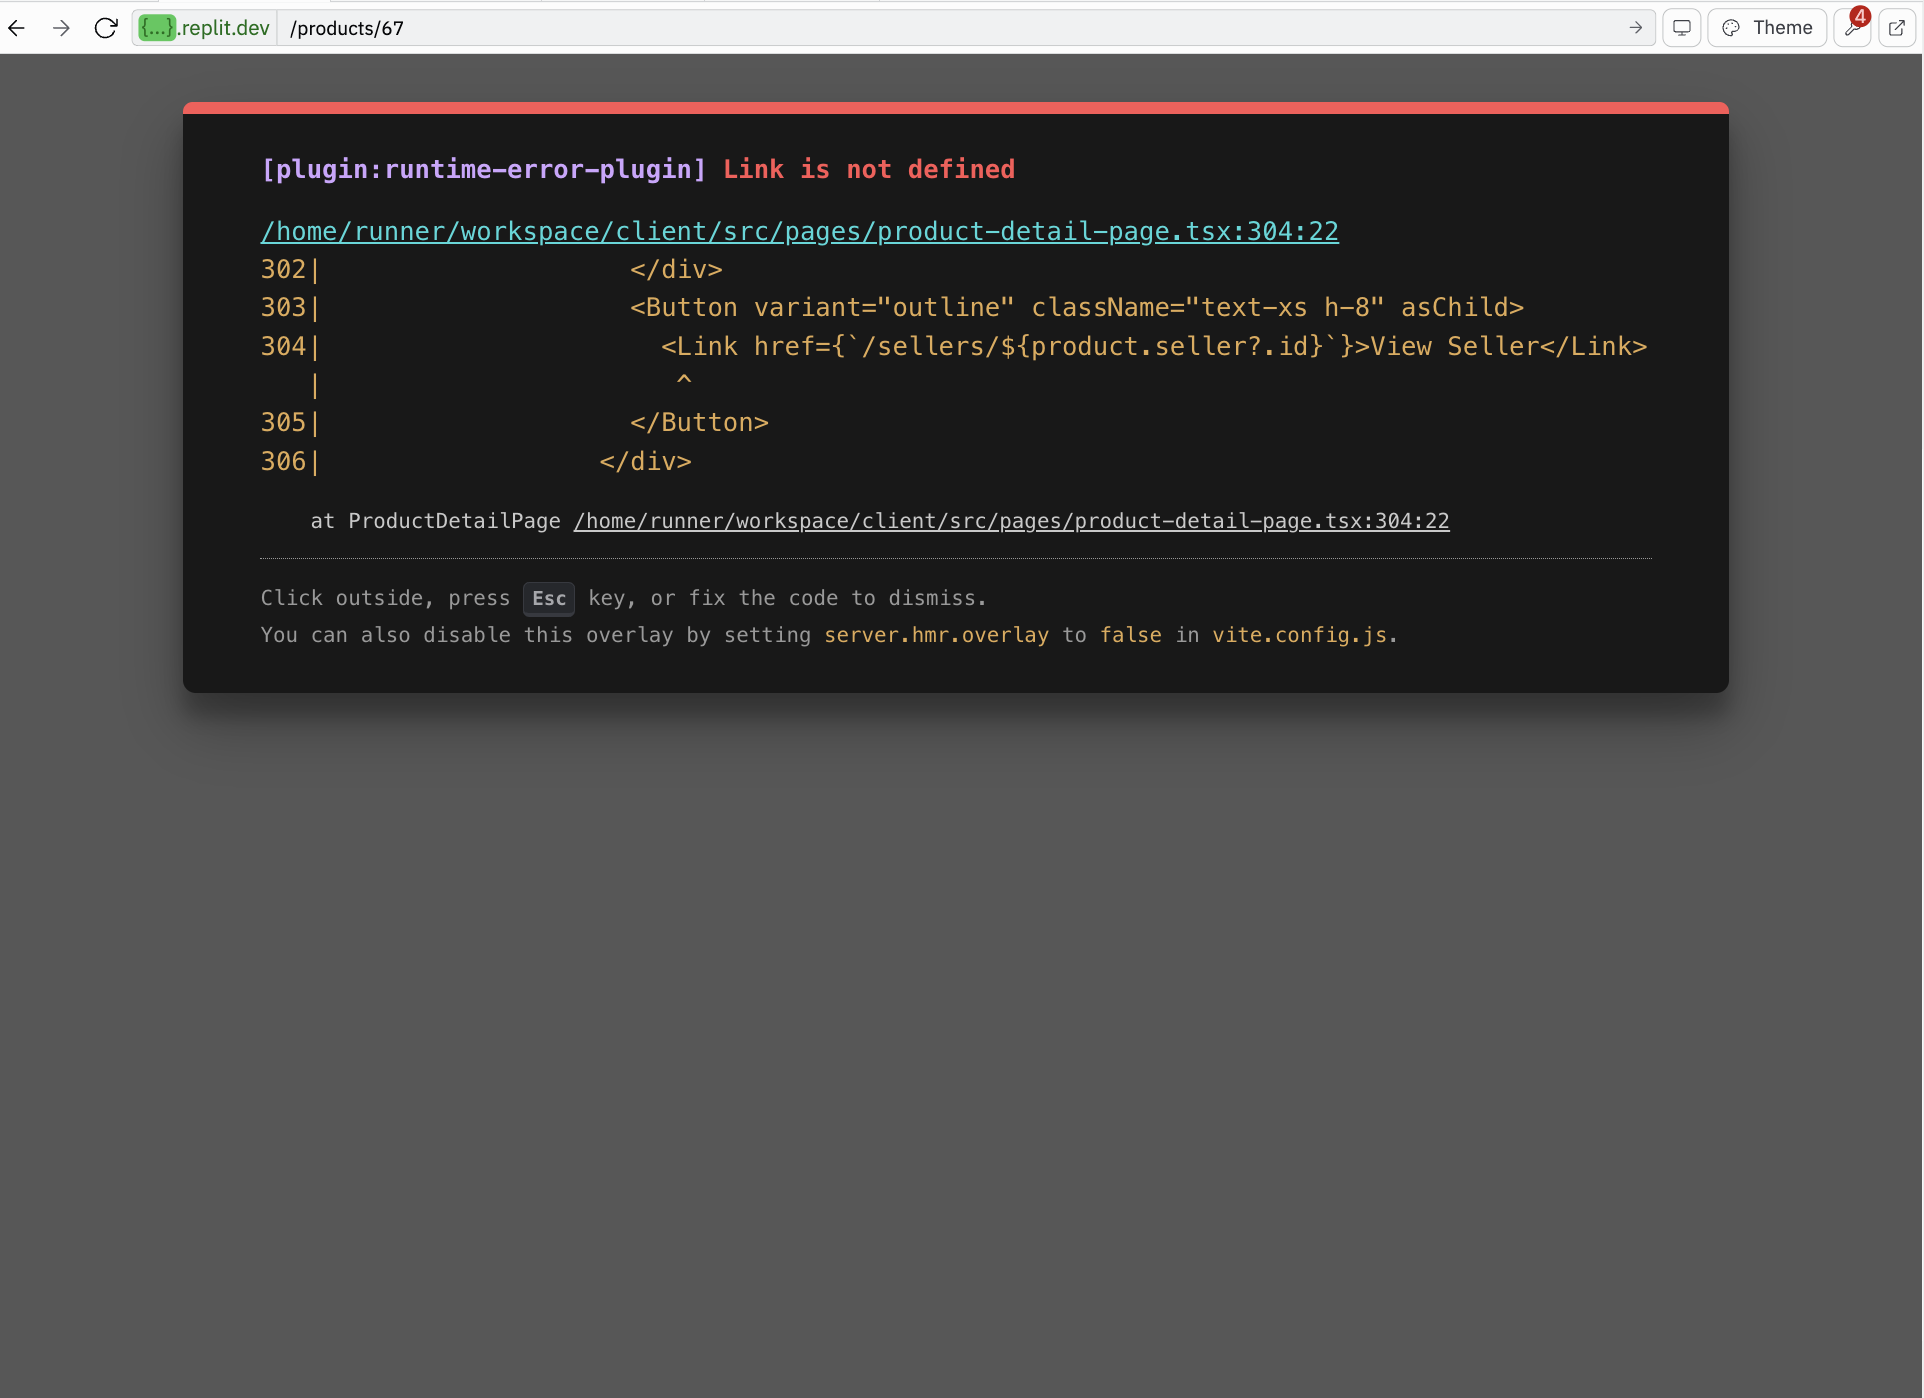 {...}.replit.dev /products/67 Theme 4
[plugin:runtime-error-plugin] Link is not defined
/home/runner/workspace/client/src/pages/product-detail-page.tsx:304:22
302|                    </div>
303|                    <Button variant="outline" className="text-xs h-8" asChild>
304|                      <Link href={`/sellers/${product.seller?.id}`}>View Seller</Link>
   |                       ^
305|                    </Button>
306|                  </div>
at ProductDetailPage /home/runner/workspace/client/src/pages/product-detail-page.tsx:304:22
Click outside, press Esc key, or fix the code to dismiss.
You can also disable this overlay by setting server.hmr.overlay to false in vite.config.js.